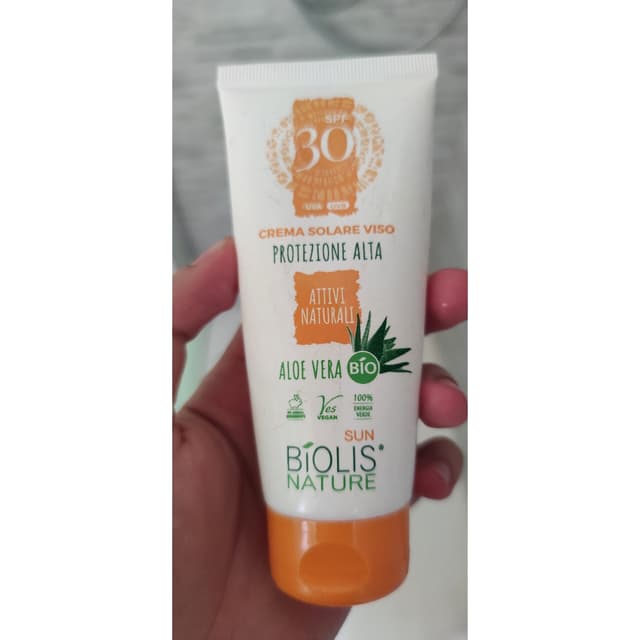 SPF
30
UVA UVB
CREMA SOLARE VISO
PROTEZIONE ALTA
ATTIVI
NATURALI
ALOE VERA BIO
Yes
VEGAN
100%
ENERGIA
VERDE
SUN
BIOLIS®
NATURE